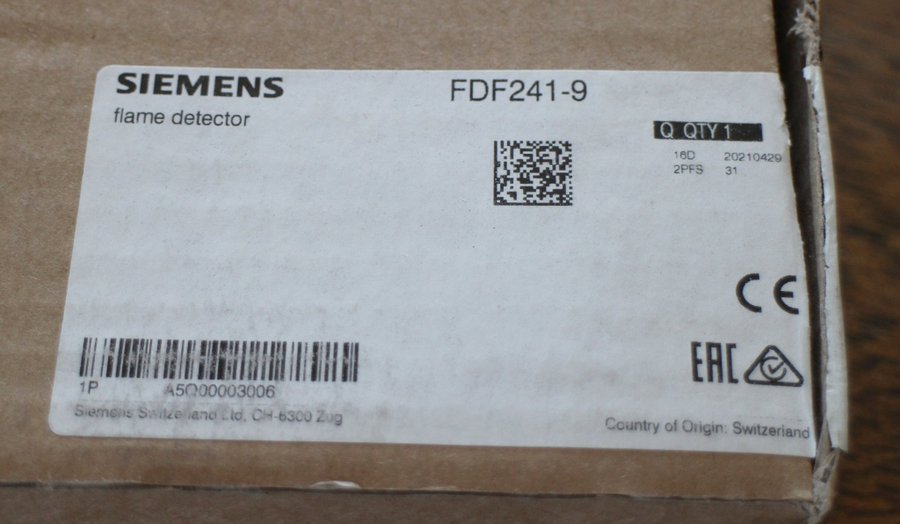 SIEMENS
FDF241-9
flame detector
Q QTY 1
16D 20210429
2PFS 31
CE
EAC
1P A5Q00003006
Siemens Switzerland Ltd, CH-6300 Zug
Country of Origin: Switzerland